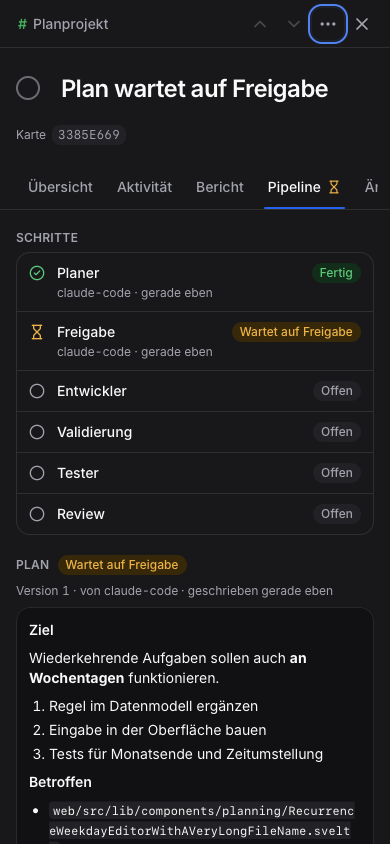 # Planprojekt
Plan wartet auf Freigabe
Karte 3385E669
Übersicht Aktivität Bericht Pipeline
SCHRITTE
Planer Fertig
claude-code · gerade eben
Freigabe Wartet auf Freigabe
claude-code · gerade eben
Entwickler Offen
Validierung Offen
Tester Offen
Review Offen
PLAN Wartet auf Freigabe
Version 1 · von claude-code · geschrieben gerade eben
Ziel
Wiederkehrende Aufgaben sollen auch an
Wochentagen funktionieren.
1. Regel im Datenmodell ergänzen
2. Eingabe in der Oberfläche bauen
3. Tests für Monatsende und Zeitumstellung
Betroffen
• web/src/lib/components/planning/Recurrenc
eWeekdayEditorWithAVeryLongFileName.svelt